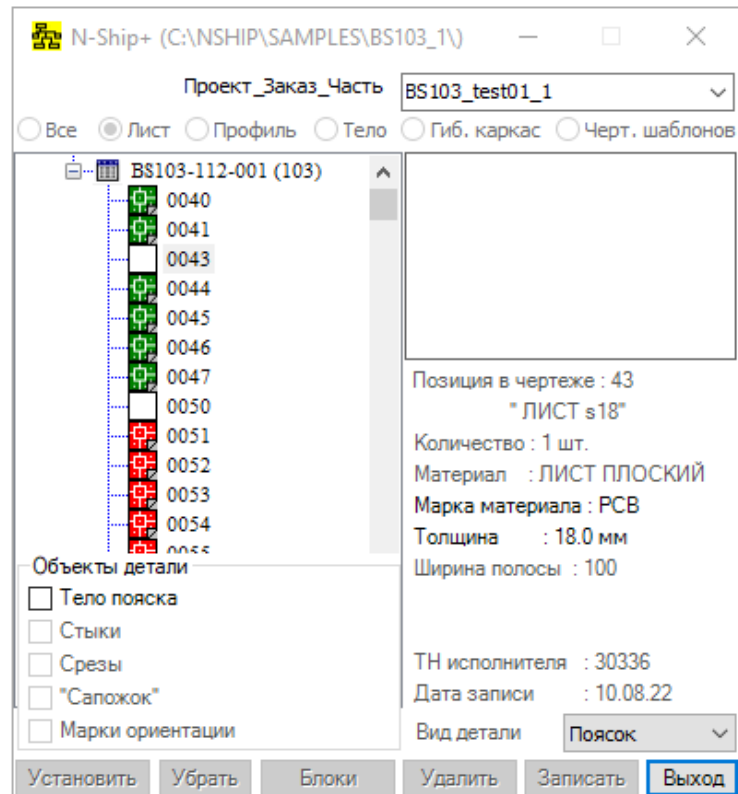 N-Ship+ (C:\NSHIP\SAMPLES\BS103_1\)
Проект_Заказ_Часть BS103_test01_1
Все Лист Профиль Тело Гиб. каркас Черт. шаблонов
BS103-112-001 (103)
0040
0041
0043
0044
0045
0046
0047
0050
0051
0052
0053
0054
0055
Позиция в чертеже : 43
" ЛИСТ s18"
Количество : 1 шт.
Материал : ЛИСТ ПЛОСКИЙ
Марка материала : РСВ
Толщина : 18.0 мм
Ширина полосы : 100
Объекты детали
Тело пояска
Стыки
Срезы
"Сапожок"
Марки ориентации
ТН исполнителя : 30336
Дата записи : 10.08.22
Вид детали Поясок
Установить Убрать Блоки Удалить Записать Выход